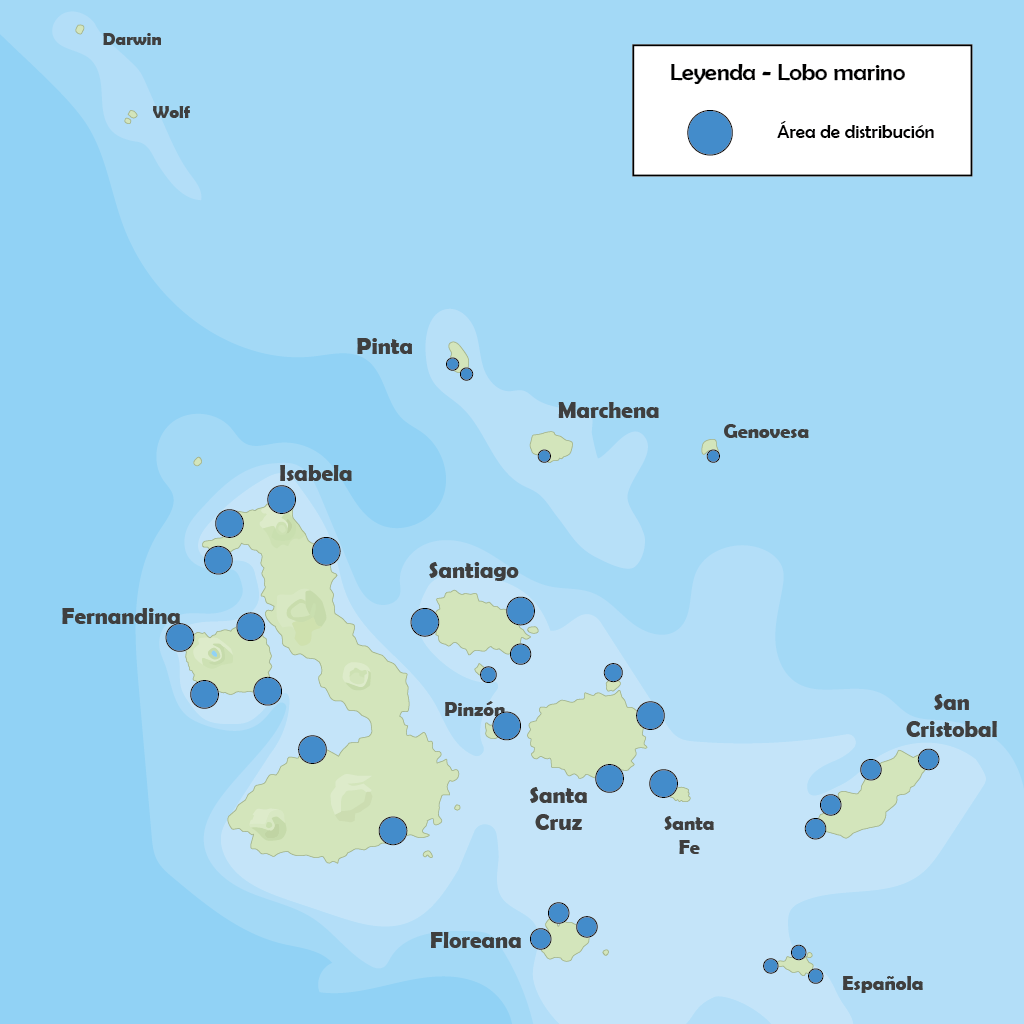 Darwin
Leyenda - Lobo marino
Wolf
Área de distribución
Pinta
Marchena
Genovesa
Isabela
Santiago
Fernandina
Pinzón
San
Cristobal
Santa
Cruz
Santa
Fe
Floreana
Española